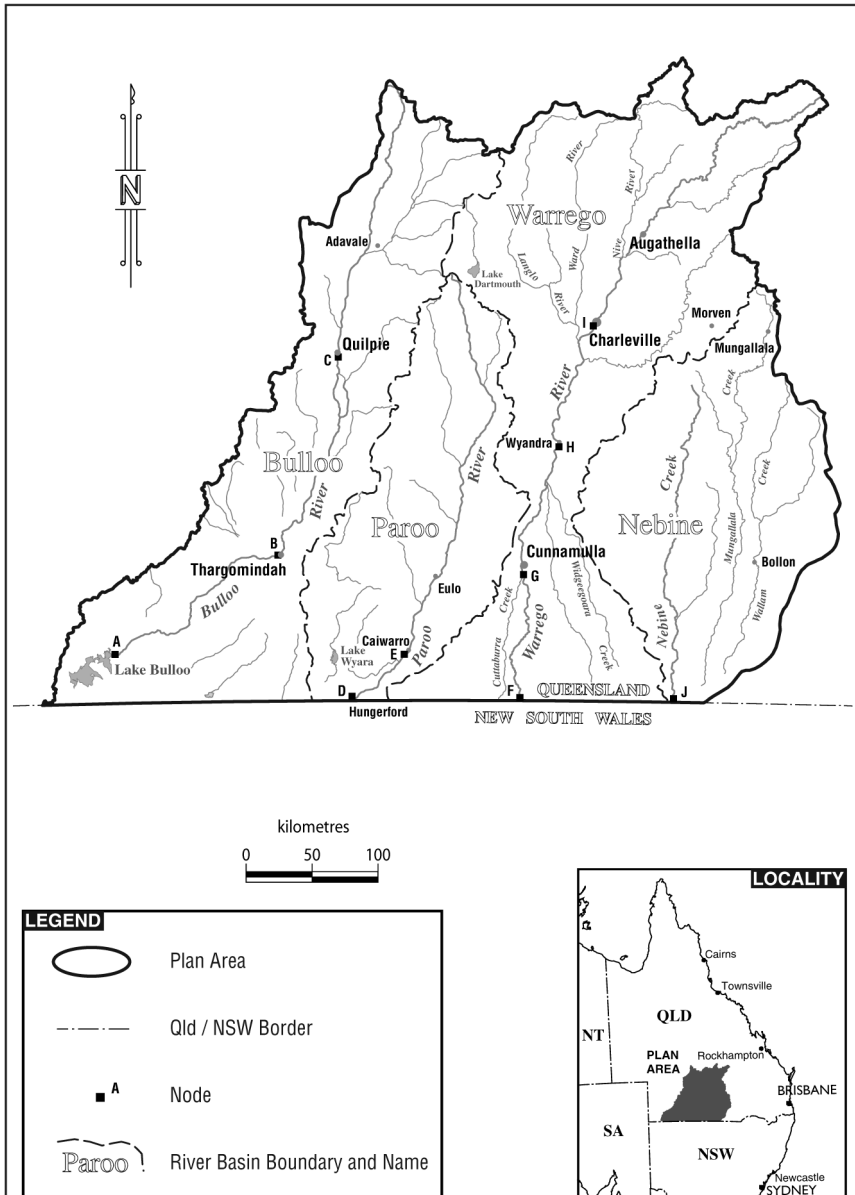 N
Adavale
Warrego
River
River
Augathella
Nive
Ward
Langlo
River
Lake
Dartmouth
Morven
I
Charleville
Mungallala
Quilpie
C
Creek
River
Wyandra
H
Bulloo
River
River
Creek
Creek
Paroo
Nebine
Mungallala
B
Thargomindah
Cunnamulla
Bollon
G
Widgeegoara
Eulo
Bulloo
Creek
Warrego
Wallam
Nebine
A
Lake Bulloo
Caiwarro
E
Paroo
Lake
Wyara
Cuttaburra
Creek
D
Hungerford
F
QUEENSLAND
J
NEW SOUTH WALES
kilometres
0 50 100
LEGEND
Plan Area
Qld / NSW Border
A
Node
Paroo
River Basin Boundary and Name
LOCALITY
Cairns
Townsville
QLD
NT
PLAN
AREA
Rockhampton
BRISBANE
SA
NSW
Newcastle
SYDNEY